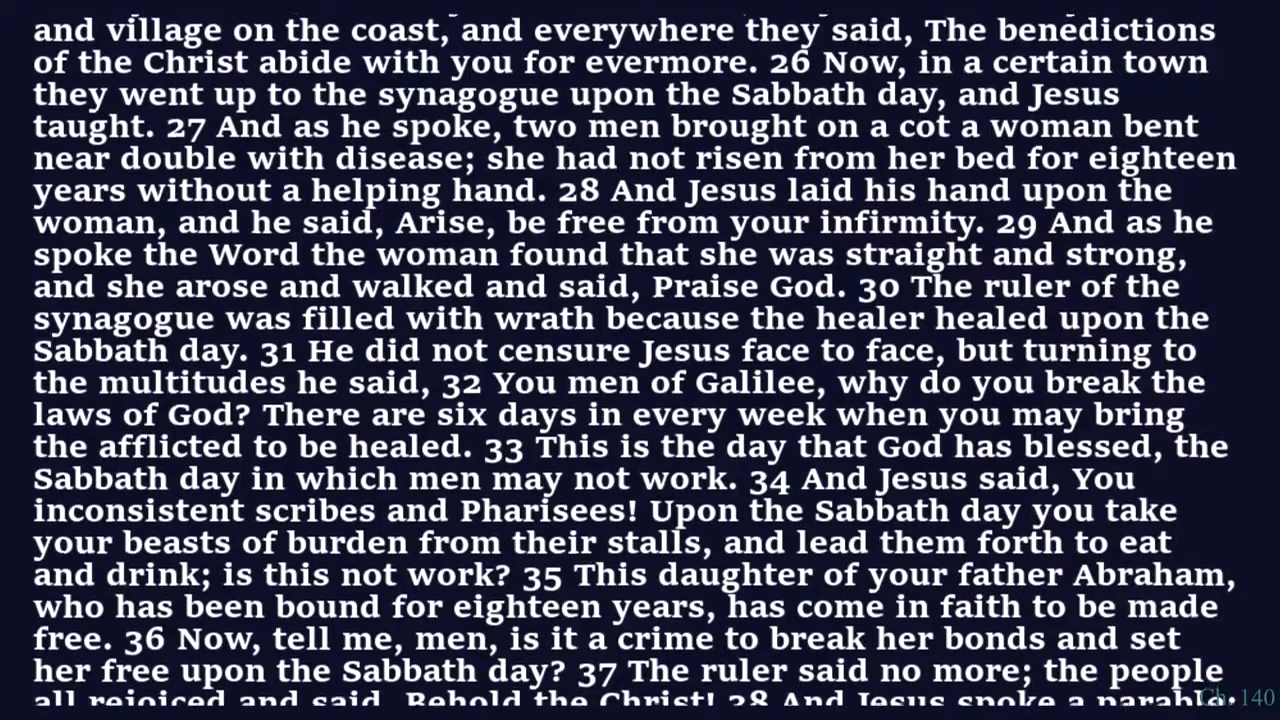 and village on the coast, and everywhere they said, The benedictions
of the Christ abide with you for evermore. 26 Now, in a certain town
they went up to the synagogue upon the Sabbath day, and Jesus
taught. 27 And as he spoke, two men brought on a cot a woman bent
near double with disease; she had not risen from her bed for eighteen
years without a helping hand. 28 And Jesus laid his hand upon the
woman, and he said, Arise, be free from your infirmity. 29 And as he
spoke the Word the woman found that she was straight and strong,
and she arose and walked and said, Praise God. 30 The ruler of the
synagogue was filled with wrath because the healer healed upon the
Sabbath day. 31 He did not censure Jesus face to face, but turning to
the multitudes he said, 32 You men of Galilee, why do you break the
laws of God? There are six days in every week when you may bring
the afflicted to be healed. 33 This is the day that God has blessed, the
Sabbath day in which men may not work. 34 And Jesus said, You
inconsistent scribes and Pharisees! Upon the Sabbath day you take
your beasts of burden from their stalls, and lead them forth to eat
and drink; is this not work? 35 This daughter of your father Abraham,
who has been bound for eighteen years, has come in faith to be made
free. 36 Now, tell me, men, is it a crime to break her bonds and set
her free upon the Sabbath day? 37 The ruler said no more; the people
all rejoiced and said, Behold the Christ! 38 And Jesus spoke a parable:
Ch. 140